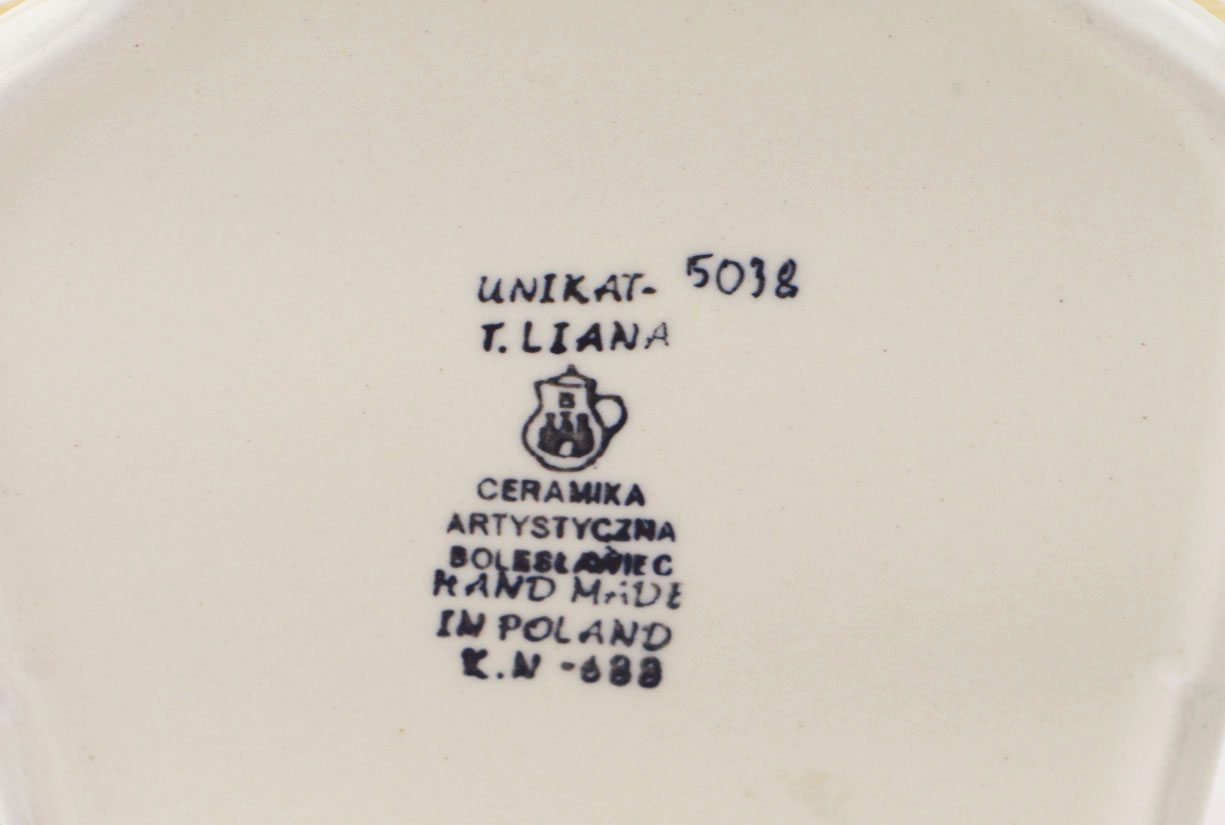 UNIKAT- 5038
T. LIANA
B
CERAMIKA
ARTYSTYCZNA
BOLESŁAWIEC
HAND MADE
IN POLAND
K.N -688